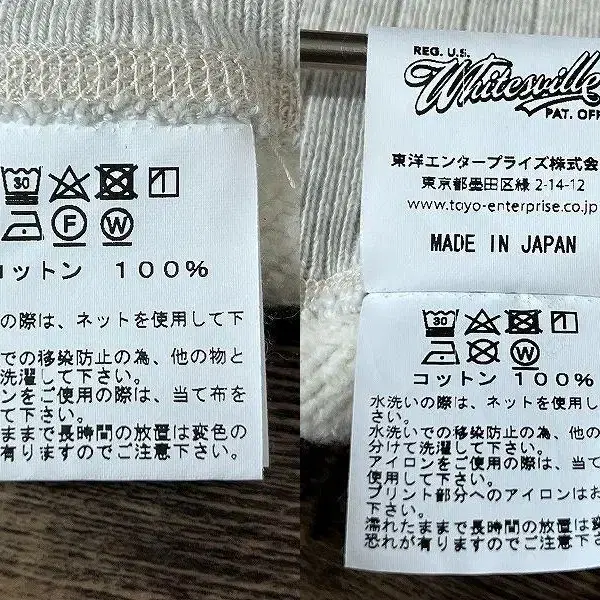 30
F W
コットン 100%
の際は、ネットを使用して下
での移染防止の為、他の物と
洗濯して下さい。
ンをご使用の際は、当て布を
て下さい。
ままで長時間の放置は変色の
有りますのでご注意下さい。
REG. U.S.
Whitesville
PAT. OFF
東洋エンタープライズ株式会
東京都墨田区緑 2-14-12
www.toyo-enterprise.co.jp
MADE IN JAPAN
30
W
コットン 100%
水洗いの際は、ネットを使用し
さい。
水洗いでの移染防止の為、他の
分けて洗濯して下さい。
アイロンをご使用の際は、当て
使用して下さい。
プリント部分へのアイロンはお
下さい。
濡れたままで長時間の放置は変
恐れが有りますのでご注意下さ